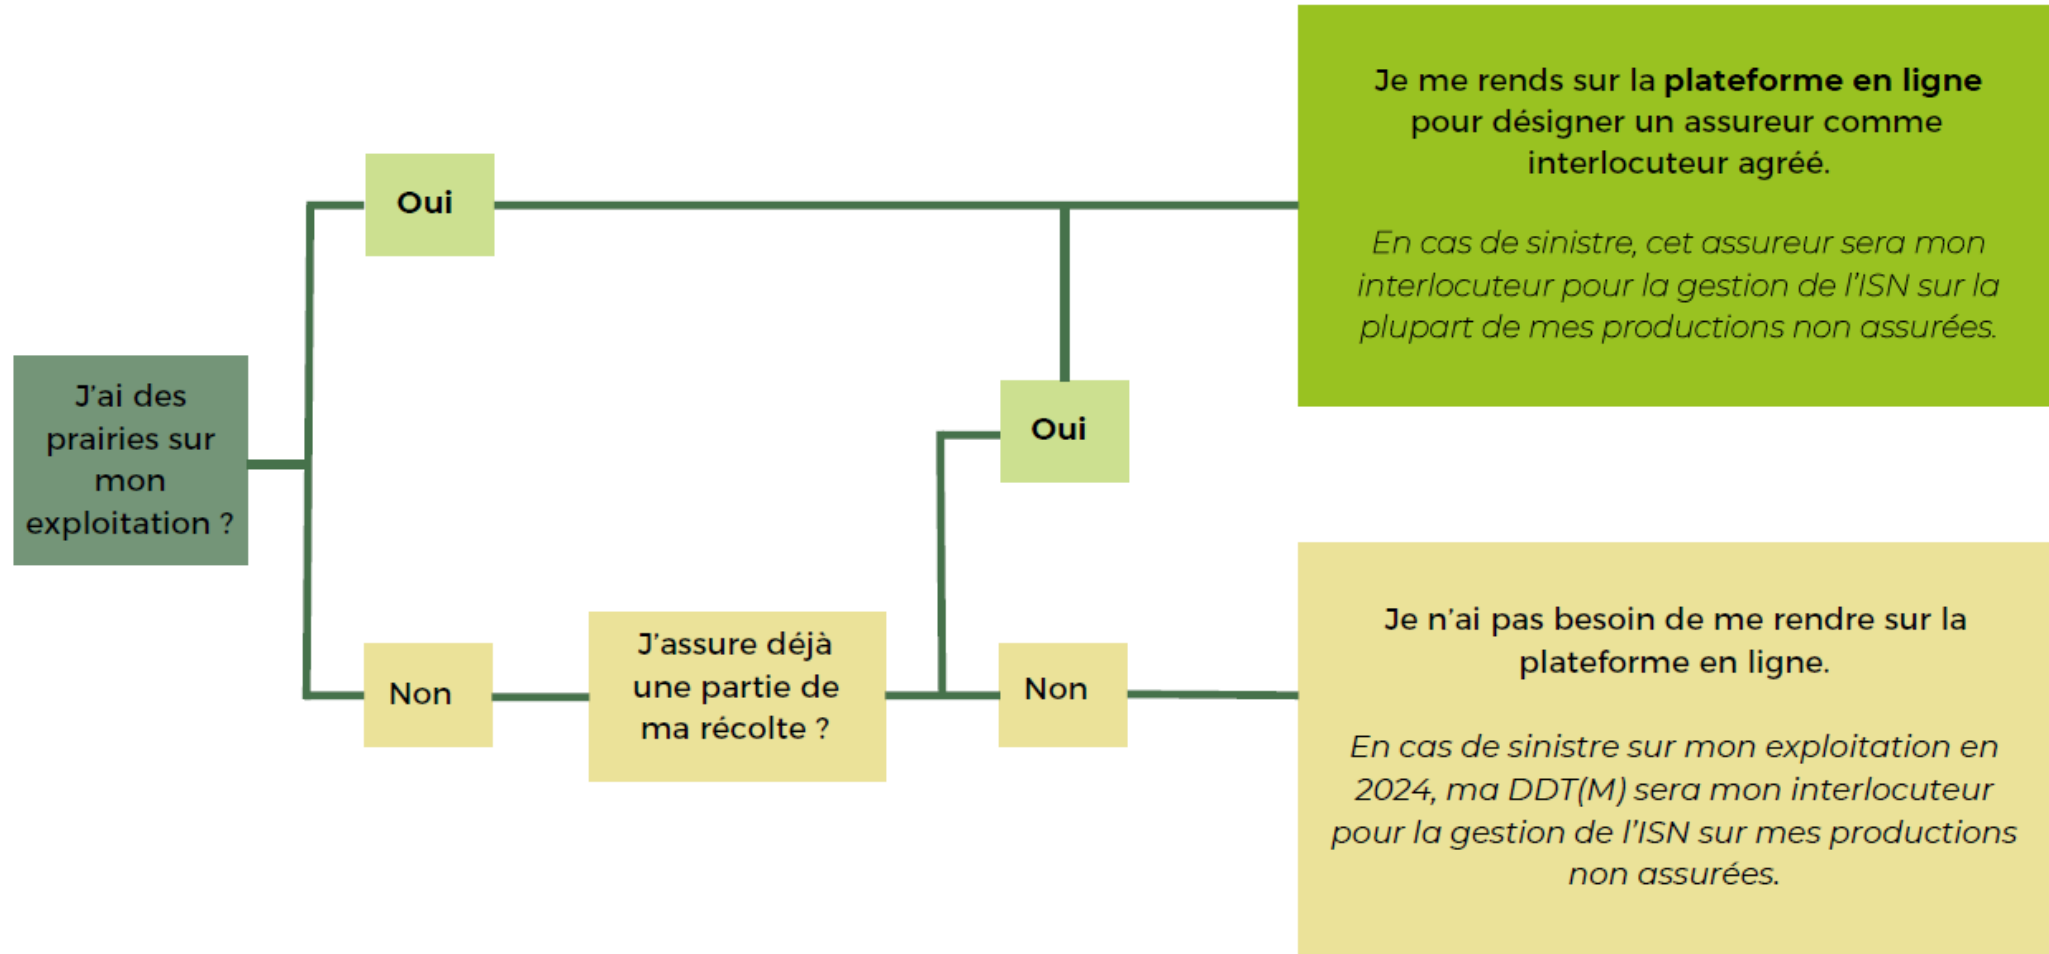 J'ai des
prairies sur
mon
exploitation ?
Oui
Non
J'assure déjà
une partie de
ma récolte ?
Oui
Non
Je me rends sur la plateforme en ligne
pour désigner un assureur comme
interlocuteur agréé.
En cas de sinistre, cet assureur sera mon
interlocuteur pour la gestion de l'ISN sur la
plupart de mes productions non assurées.
Je n'ai pas besoin de me rendre sur la
plateforme en ligne.
En cas de sinistre sur mon exploitation en
2024, ma DDT(M) sera mon interlocuteur
pour la gestion de l'ISN sur mes productions
non assurées.